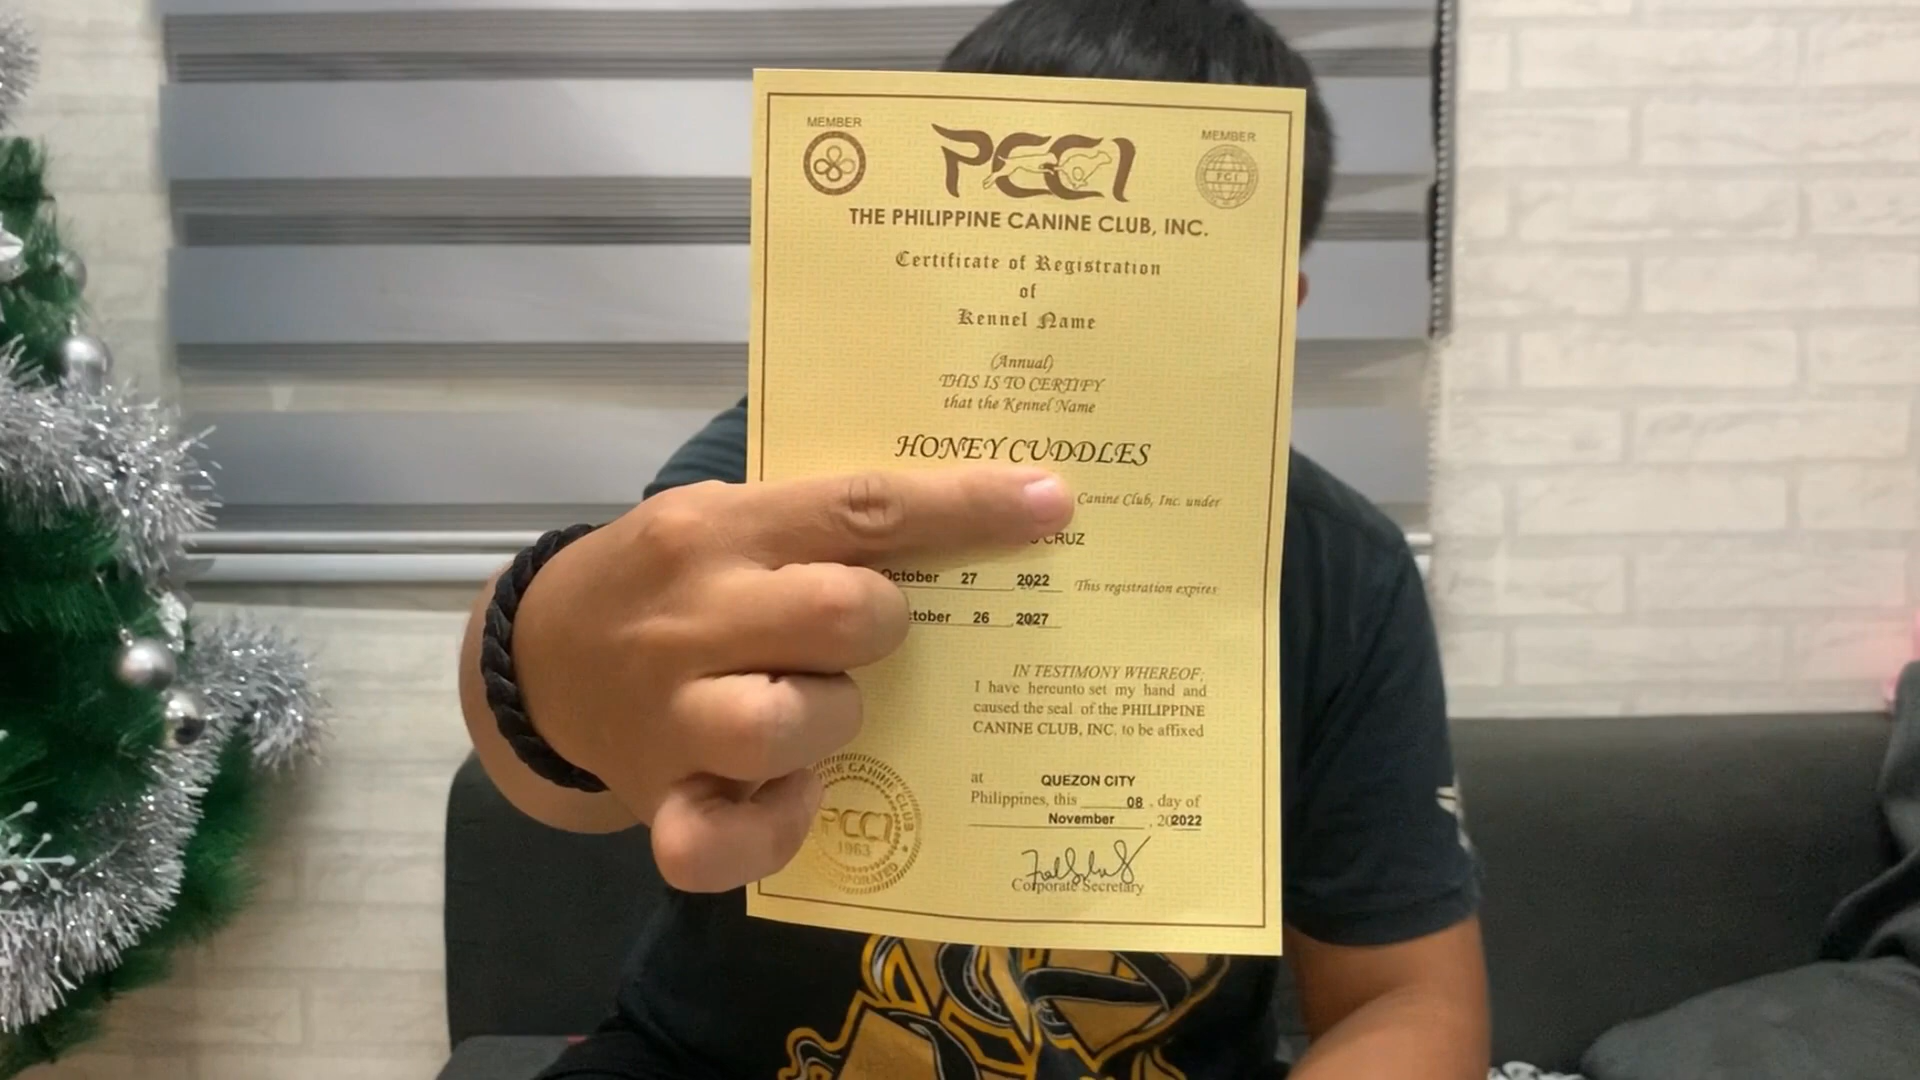 MEMBER
MEMBER
PCCI
FCI
THE PHILIPPINE CANINE CLUB, INC.
Certificate of Registration
of
Kennel Name
(Annual)
THIS IS TO CERTIFY
that the Kennel Name
HONEY CUDDLES
Canine Club, Inc. under
CRUZ
October 27 2022 This registration expires
26 2027
IN TESTIMONY WHEREOF,
I have hereunto set my hand and
caused the seal of the PHILIPPINE
CANINE CLUB, INC. to be affixed
at QUEZON CITY
Philippines, this 08, day of
November, 2022
CANINE CLUB
PCCI
1963
Corporate Secretary